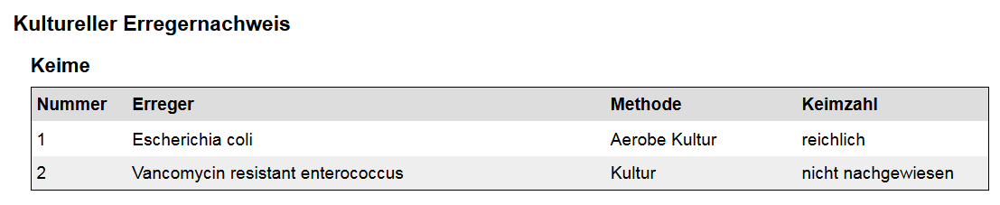 Kultureller Erregernachweis
Keime
Nummer Erreger Methode Keimzahl
1 Escherichia coli Aerobe Kultur reichlich
2 Vancomycin resistant enterococcus Kultur nicht nachgewiesen